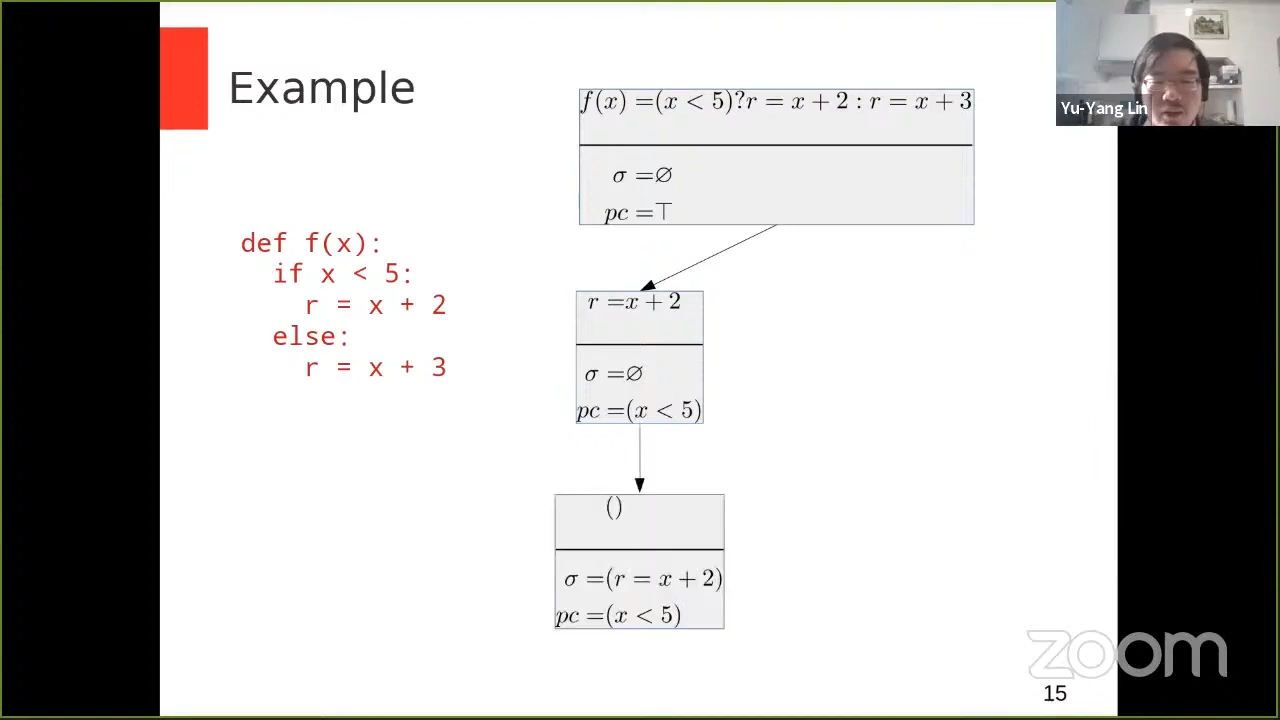 Example
def f(x):
if x < 5:
r = x + 2
else:
r = x + 3
f(x) =(x < 5)?r = x + 2 : r = x + 3
σ =∅
pc =⊤
r =x + 2
σ =∅
pc =(x < 5)
()
σ =(r = x + 2)
pc =(x < 5)
Yu-Yang Lin
zoom
15